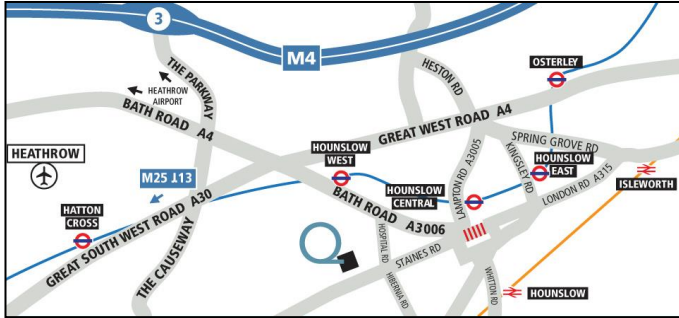 3
M4
THE PARKWAY
HEATHROW
AIRPORT
BATH ROAD A4
HESTON RD
OSTERLEY
GREAT WEST ROAD A4
SPRING GROVE RD
HEATHROW
M25 J13
HOUNSLOW
WEST
LAMPTON RD A3005
KINGSLEY RD
HOUNSLOW
EAST
ISLEWORTH
HATTON
CROSS
GREAT SOUTH WEST ROAD A30
BATH ROAD A3006
HOUNSLOW
CENTRAL
LONDON ROAD A315
THE CAUSEWAY
HOSPITAL RD
STAINES RD
HIBERNIA RD
WHITTON RD
HOUNSLOW